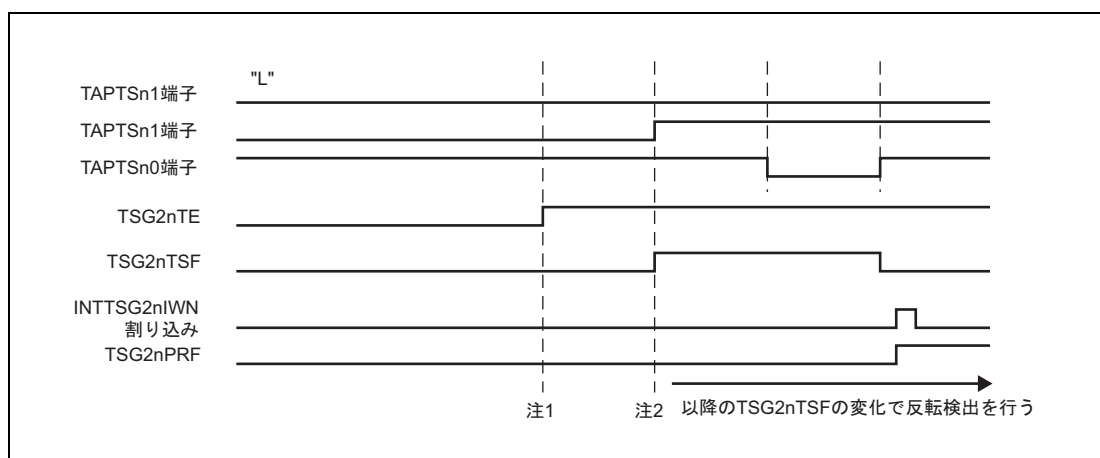 "L"
TAPTSn1端子
TAPTSn1端子
TAPTSn0端子
TSG2nTE
TSG2nTSF
INTTSG2nIWN
割り込み
TSG2nPRF
注1
注2
以降のTSG2nTSFの変化で反転検出を行う